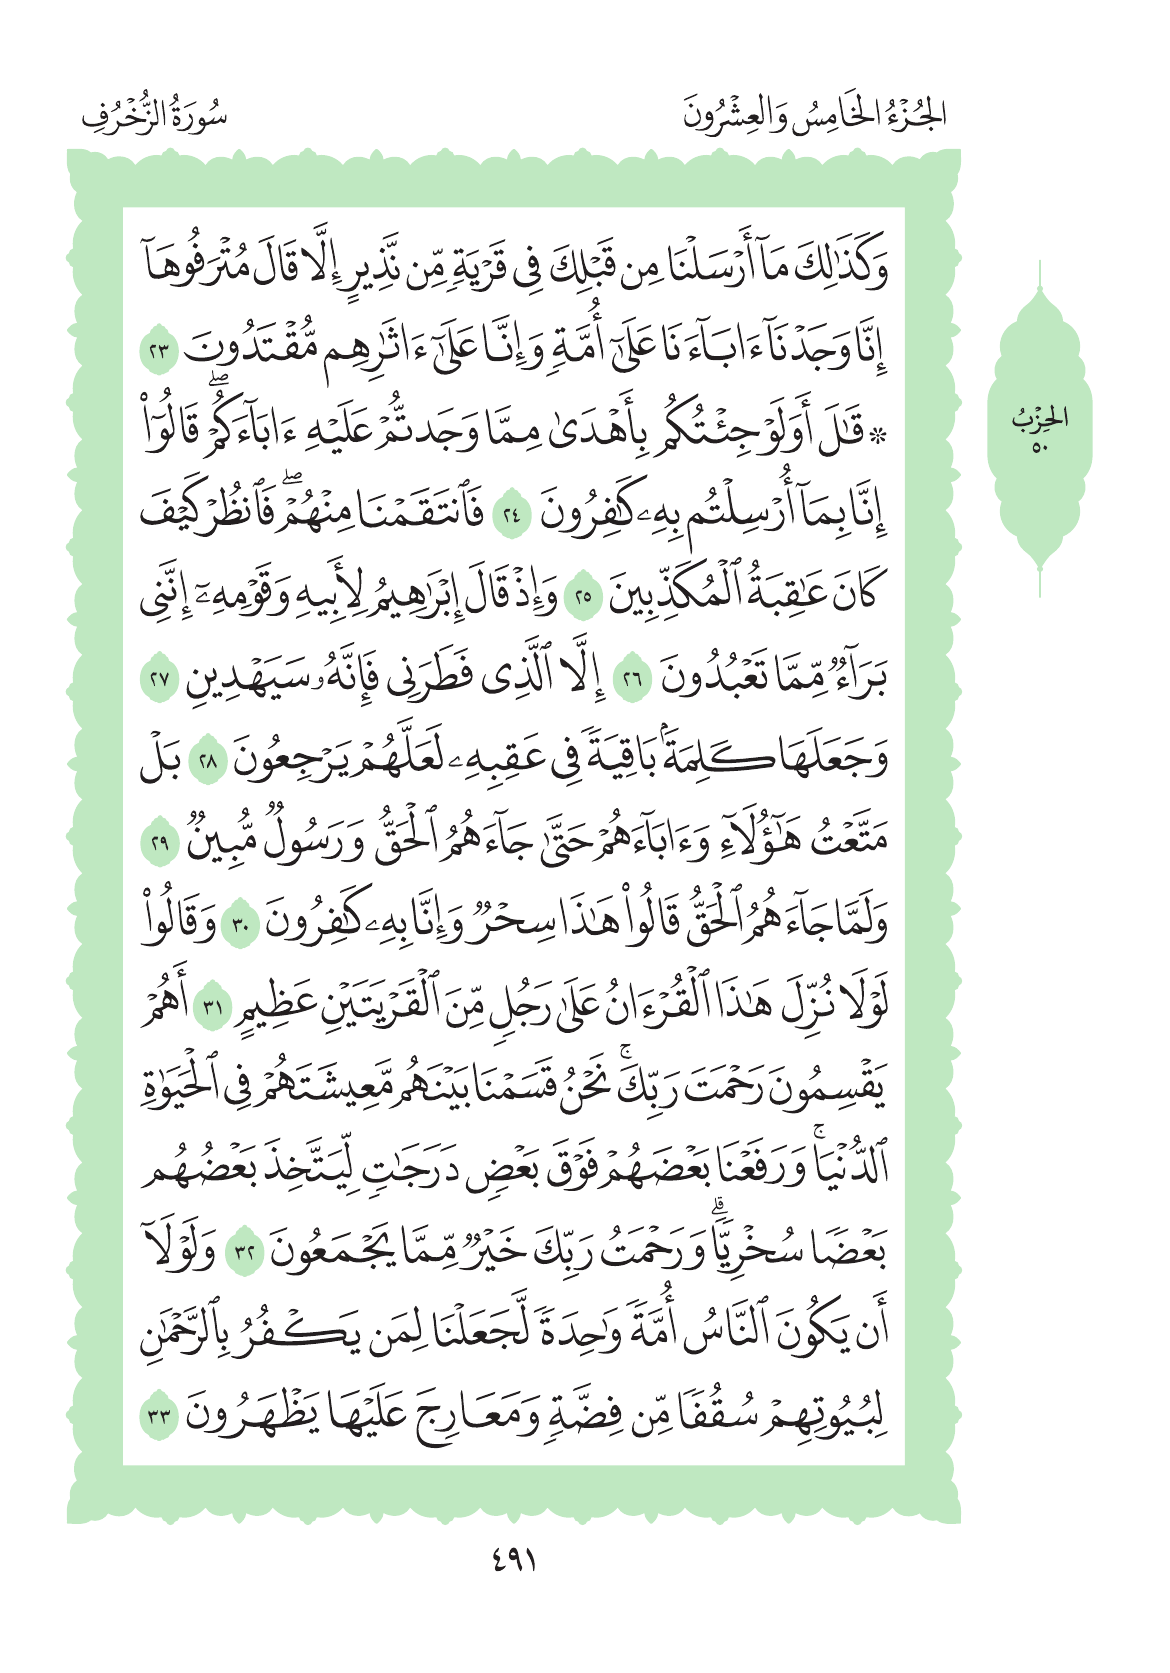 الجُزْءُ الخَامِسُ وَالعِشْرُونَ
سُورَةُ الزُّخْرُفِ
وَكَذَٰلِكَ مَآ أَرْسَلْنَا مِن قَبْلِكَ فِى قَرْيَةٍ مِّن نَّذِيرٍ إِلَّا قَالَ مُتْرَفُوهَآ
إِنَّا وَجَدْنَآ ءَابَآءَنَا عَلَىٰٓ أُمَّةٍ وَإِنَّا عَلَىٰٓ ءَاثَٰرِهِم مُّقْتَدُونَ ٢٣
۞ قَٰلَ أَوَلَوْ جِئْتُكُم بِأَهْدَىٰ مِمَّا وَجَدتُّمْ عَلَيْهِ ءَابَآءَكُمْۖ قَالُوٓا۟
إِنَّا بِمَآ أُرْسِلْتُم بِهِۦ كَٰفِرُونَ ٢٤ فَٱنتَقَمْنَا مِنْهُمْۖ فَٱنظُرْ كَيْفَ
كَانَ عَٰقِبَةُ ٱلْمُكَذِّبِينَ ٢٥ وَإِذْ قَالَ إِبْرَٰهِيمُ لِأَبِيهِ وَقَوْمِهِۦٓ إِنَّنِى
بَرَآءٌ مِّمَّا تَعْبُدُونَ ٢٦ إِلَّا ٱلَّذِى فَطَرَنِى فَإِنَّهُۥ سَيَهْدِينِ ٢٧
وَجَعَلَهَا كَلِمَةًۢ بَاقِيَةً فِى عَقِبِهِۦ لَعَلَّهُمْ يَرْجِعُونَ ٢٨ بَلْ
مَتَّعْتُ هَٰٓؤُلَآءِ وَءَابَآءَهُمْ حَتَّىٰ جَآءَهُمُ ٱلْحَقُّ وَرَسُولٌ مُّبِينٌ ٢٩
وَلَمَّا جَآءَهُمُ ٱلْحَقُّ قَالُوا۟ هَٰذَا سِحْرٌ وَإِنَّا بِهِۦ كَٰفِرُونَ ٣٠ وَقَالُوا۟
لَوْلَا نُزِّلَ هَٰذَا ٱلْقُرْءَانُ عَلَىٰ رَجُلٍ مِّنَ ٱلْقَرْيَتَيْنِ عَظِيمٍ ٣١ أَهُمْ
يَقْسِمُونَ رَحْمَتَ رَبِّكَۚ نَحْنُ قَسَمْنَا بَيْنَهُم مَّعِيشَتَهُمْ فِى ٱلْحَيَوٰةِ
ٱلدُّنْيَاۚ وَرَفَعْنَا بَعْضَهُمْ فَوْقَ بَعْضٍ دَرَجَٰتٍ لِّيَتَّخِذَ بَعْضُهُم
بَعْضًا سُخْرِيًّاۗ وَرَحْمَتُ رَبِّكَ خَيْرٌ مِّمَّا يَجْمَعُونَ ٣٢ وَلَوْلَآ
أَن يَكُونَ ٱلنَّاسُ أُمَّةً وَٰحِدَةً لَّجَعَلْنَا لِمَن يَكْفُرُ بِٱلرَّحْمَٰنِ
لِبُيُوتِهِمْ سُقُفًا مِّن فِضَّةٍ وَمَعَارِجَ عَلَيْهَا يَظْهَرُونَ ٣٣
الحِزْبُ
٥٠
٤٩١